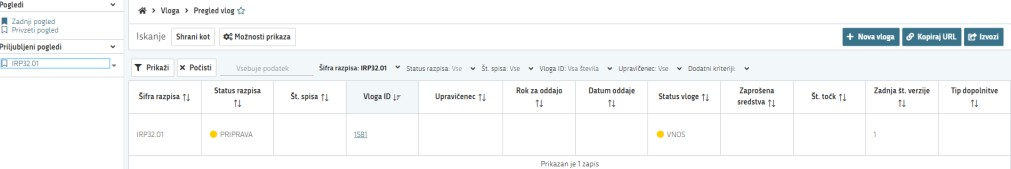 Pogledi
Zadnji pogled
Privzeti pogled
Priljubljeni pogledi
IRP32.01
Vloga > Pregled vlog
Iskanje Shrani kot Možnosti prikaza + Nova vloga Kopiraj URL Izvozi
Prikaži Počisti Vsebuje podatek Šifra razpisa: IRP32.01 Status razpisa: Vse Št. spisa: Vse Vloga ID: Vsa števila Upravičenec: Vse Dodatni kriteriji:
Šifra razpisa Status razpisa Št. spisa Vloga ID Upravičenec Rok za oddajo Datum oddaje Status vloge Zaprošena sredstva Št. točk Zadnja št. verzije Tip dopolnitve
IRP32.01 PRIPRAVA 1581 VNOS 1
Prikazan je 1 zapis